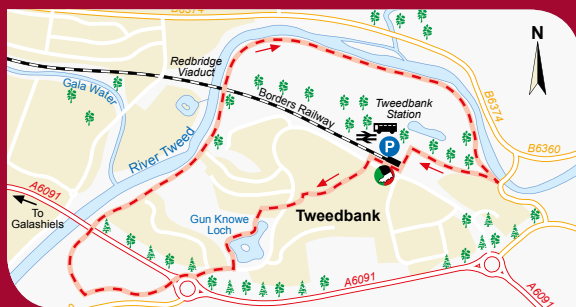 B6374
N
Redbridge
Viaduct
Gala Water
Borders Railway
Tweedbank
Station
B6374
P
River Tweed
B6360
A6091
To
Galashiels
Gun Knowe
Loch
Tweedbank
A6091
A6091